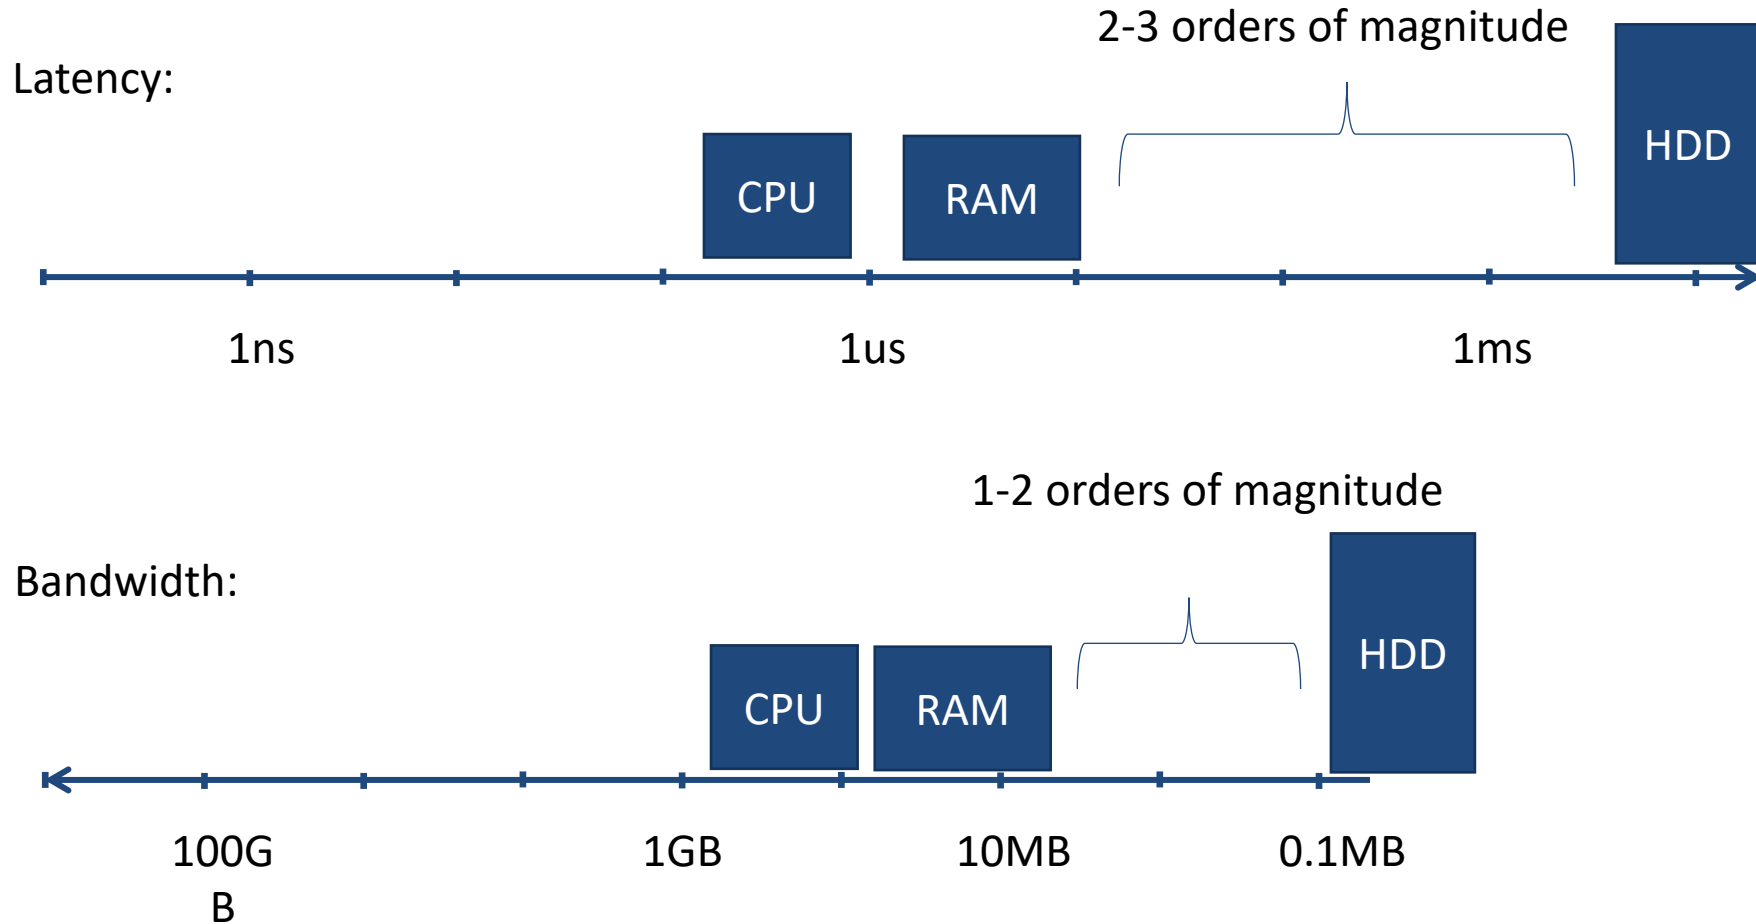 2-3 orders of magnitude
Latency:
HDD
CPU
RAM
1ns
1us
1ms
1-2 orders of magnitude
Bandwidth:
HDD
CPU
RAM
100G
B
1GB
10MB
0.1MB